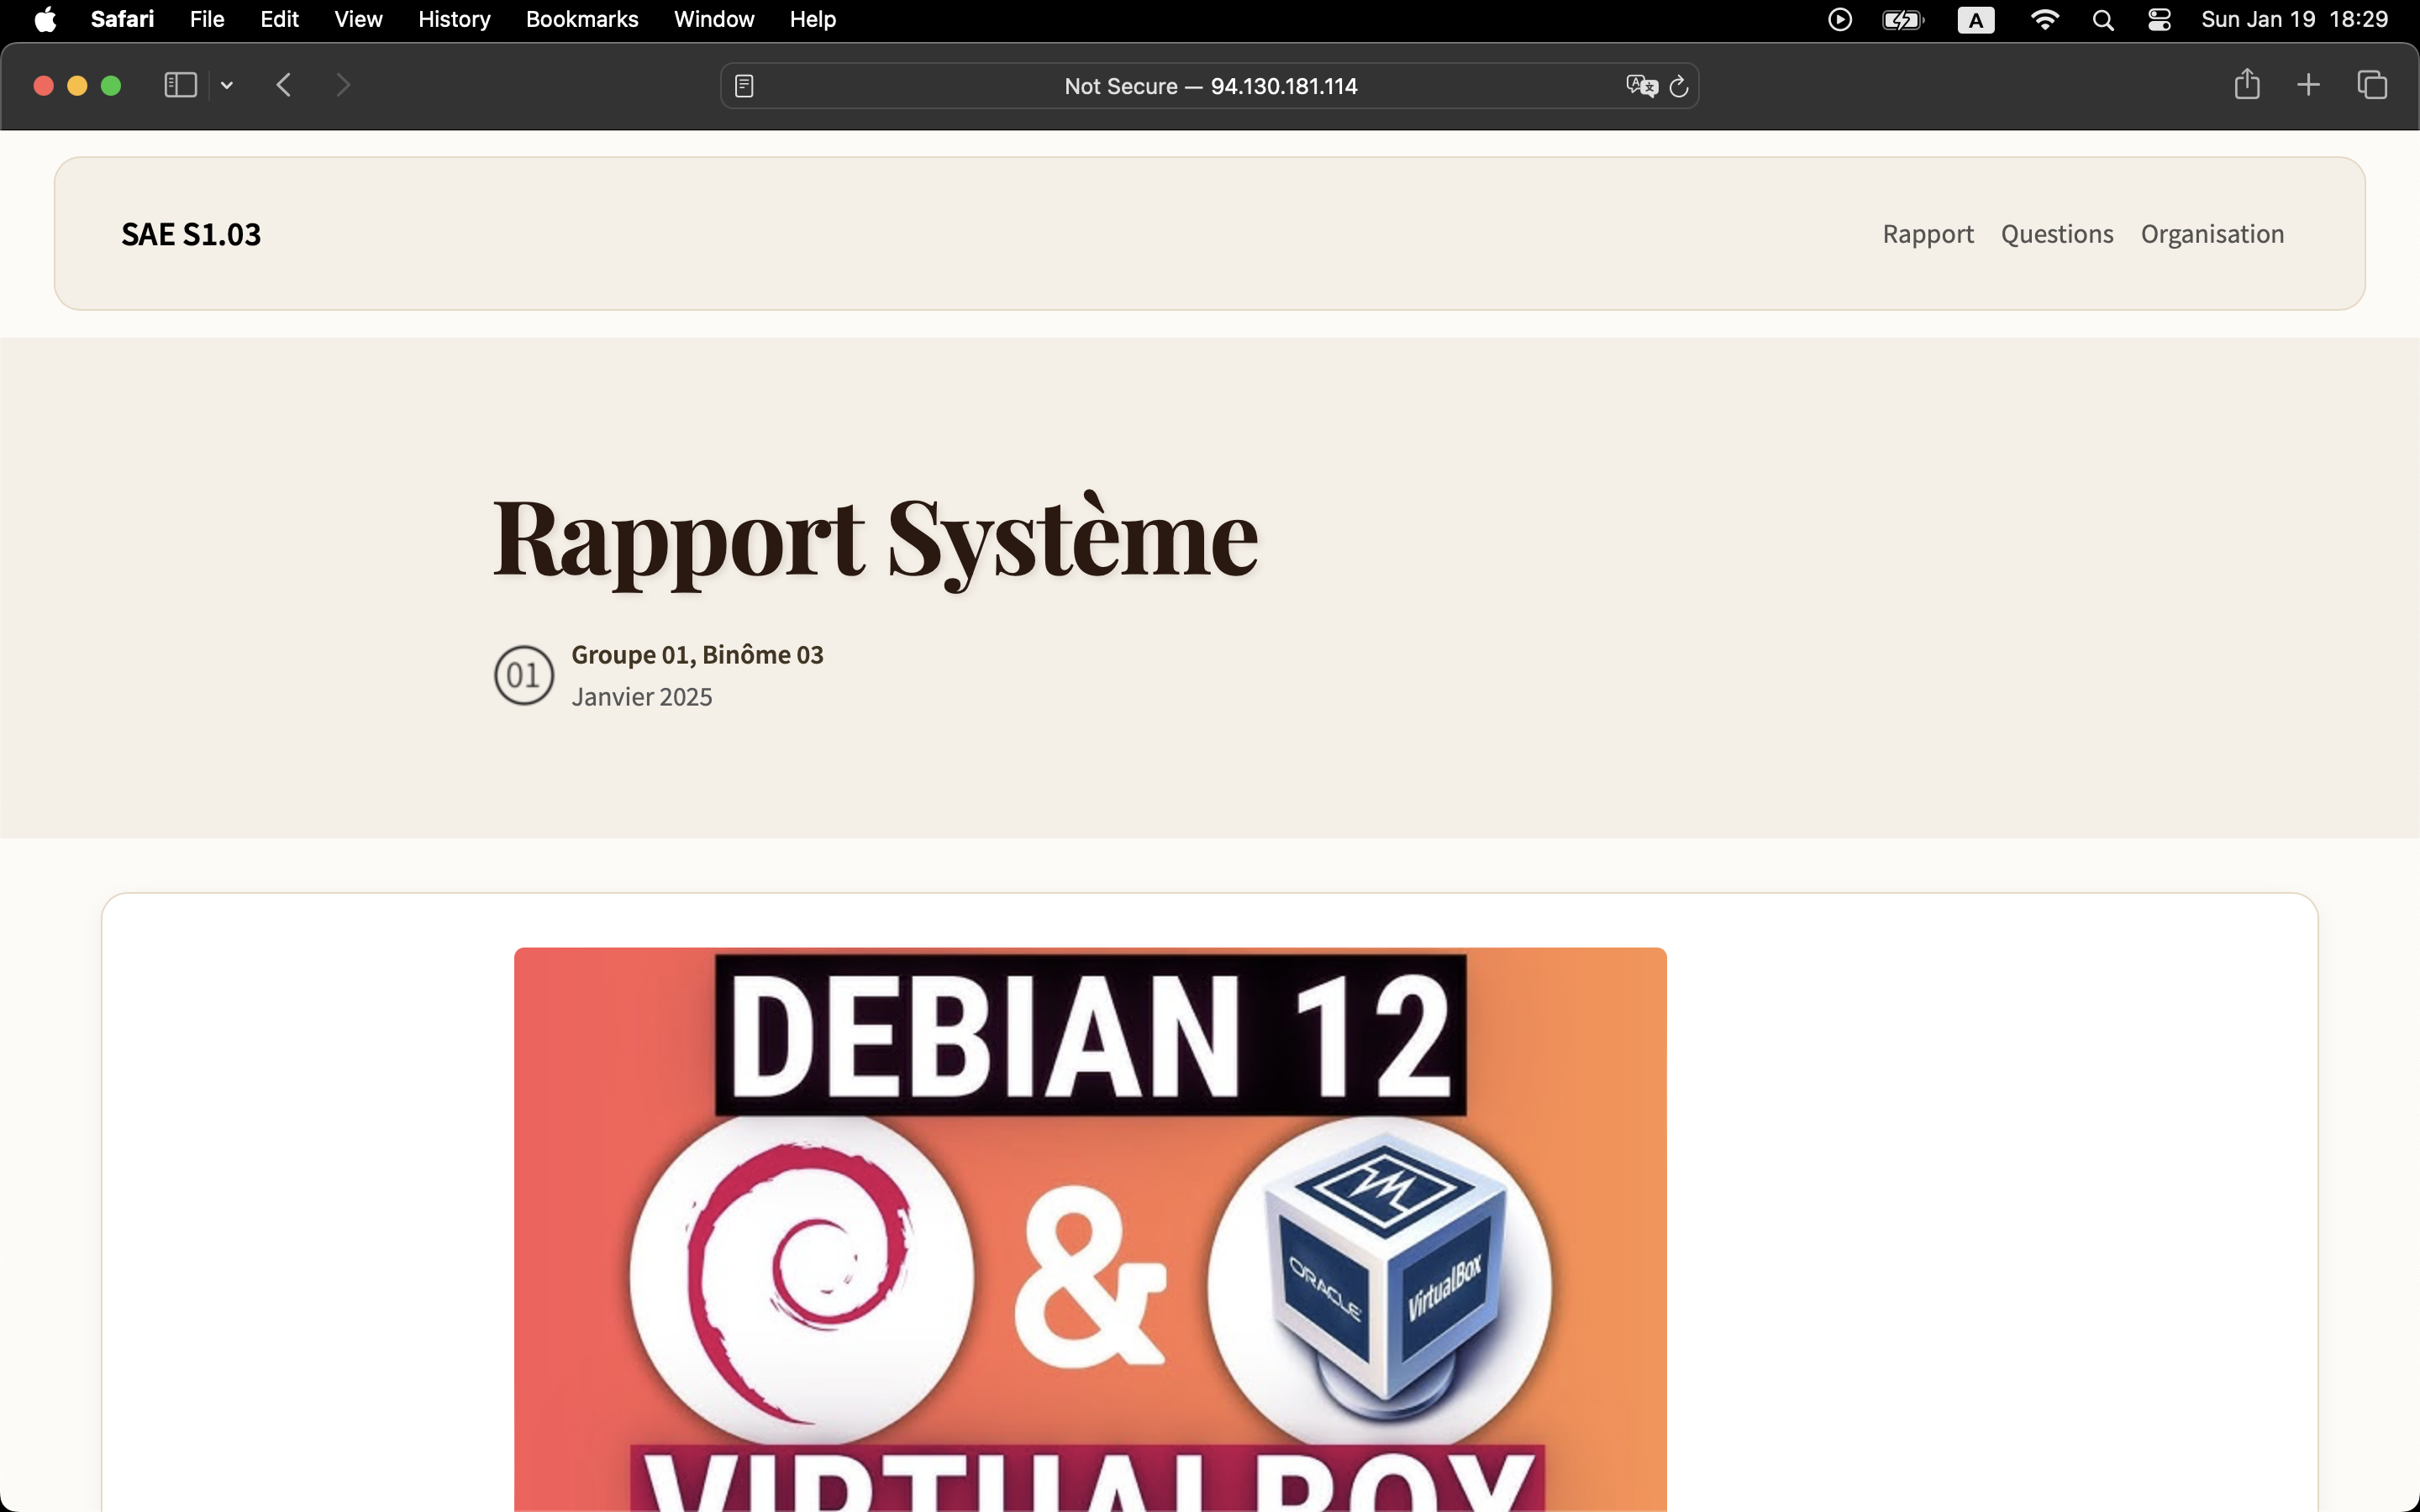 Safari File Edit View History Bookmarks Window Help A Sun Jan 19 18:29
Not Secure — 94.130.181.114
SAE S1.03 Rapport Questions Organisation
Rapport Système
01
Groupe 01, Binôme 03
Janvier 2025
DEBIAN 12
&
ORACLE VirtualBox
VIRTUALBOX